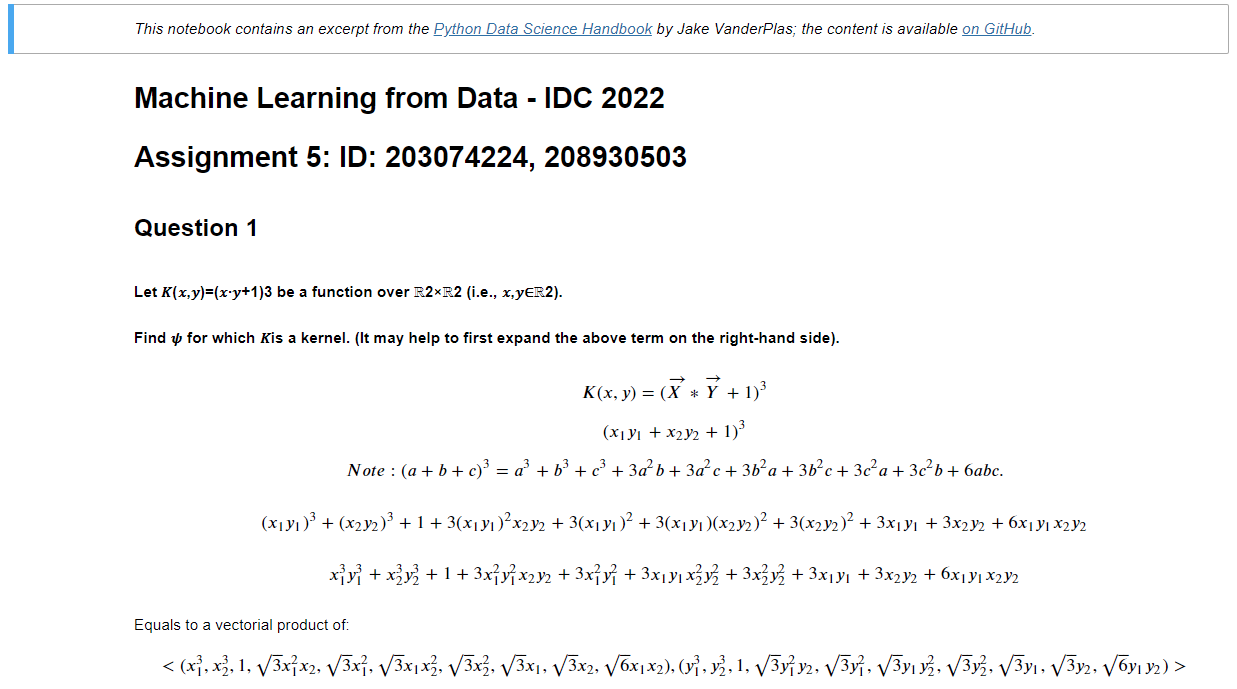 This notebook contains an excerpt from the Python Data Science Handbook by Jake VanderPlas; the content is available on GitHub.
Machine Learning from Data - IDC 2022
Assignment 5: ID: 203074224, 208930503
Question 1
Let K(x,y)=(x·y+1)3 be a function over ℝ2×ℝ2 (i.e., x,y∈ℝ2).
Find ψ for which Kis a kernel. (It may help to first expand the above term on the right-hand side).
K(x, y) = (X⃗ * Y⃗ + 1)³
(x₁y₁ + x₂y₂ + 1)³
Note : (a + b + c)³ = a³ + b³ + c³ + 3a²b + 3a²c + 3b²a + 3b²c + 3c²a + 3c²b + 6abc.
(x₁y₁)³ + (x₂y₂)³ + 1 + 3(x₁y₁)²x₂y₂ + 3(x₁y₁)² + 3(x₁y₁)(x₂y₂)² + 3(x₂y₂)² + 3x₁y₁ + 3x₂y₂ + 6x₁y₁x₂y₂
x₁³y₁³ + x₂³y₂³ + 1 + 3x₁²y₁²x₂y₂ + 3x₁²y₁² + 3x₁y₁x₂²y₂² + 3x₂²y₂² + 3x₁y₁ + 3x₂y₂ + 6x₁y₁x₂y₂
Equals to a vectorial product of:
< (x₁³, x₂³, 1, √3x₁²x₂, √3x₁², √3x₁x₂², √3x₂², √3x₁, √3x₂, √6x₁x₂), (y₁³, y₂³, 1, √3y₁²y₂, √3y₁², √3y₁y₂², √3y₂², √3y₁, √3y₂, √6y₁y₂) >